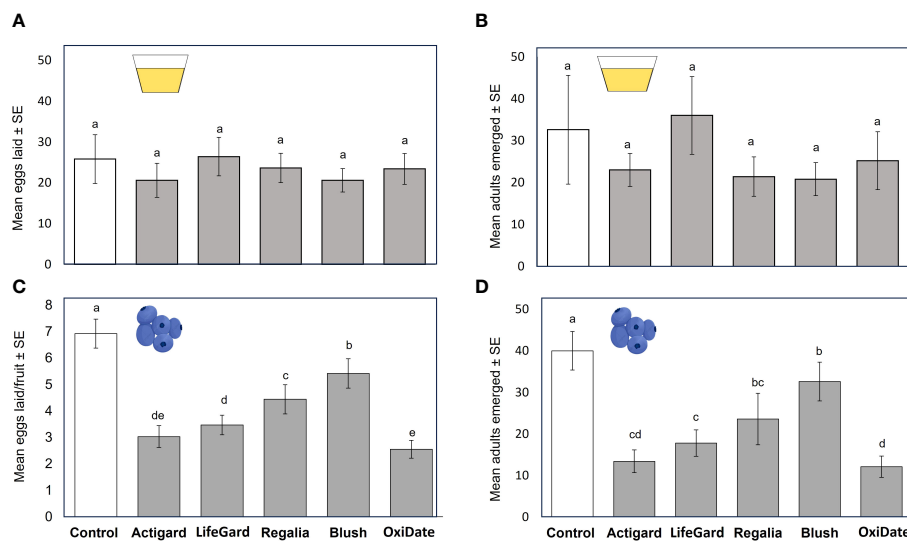 A
Mean eggs laid ± SE
50
40
30
20
10
0
a
a
a
a
a
a
B
Mean adults emerged ± SE
50
40
30
20
10
0
a
a
a
a
a
a
C
Mean eggs laid/fruit ± SE
8
7
6
5
4
3
2
1
0
a
de
d
c
b
e
Control Actigard LifeGard Regalia Blush OxiDate
D
Mean adults emerged ± SE
50
40
30
20
10
0
a
cd
c
bc
b
d
Control Actigard LifeGard Regalia Blush OxiDate